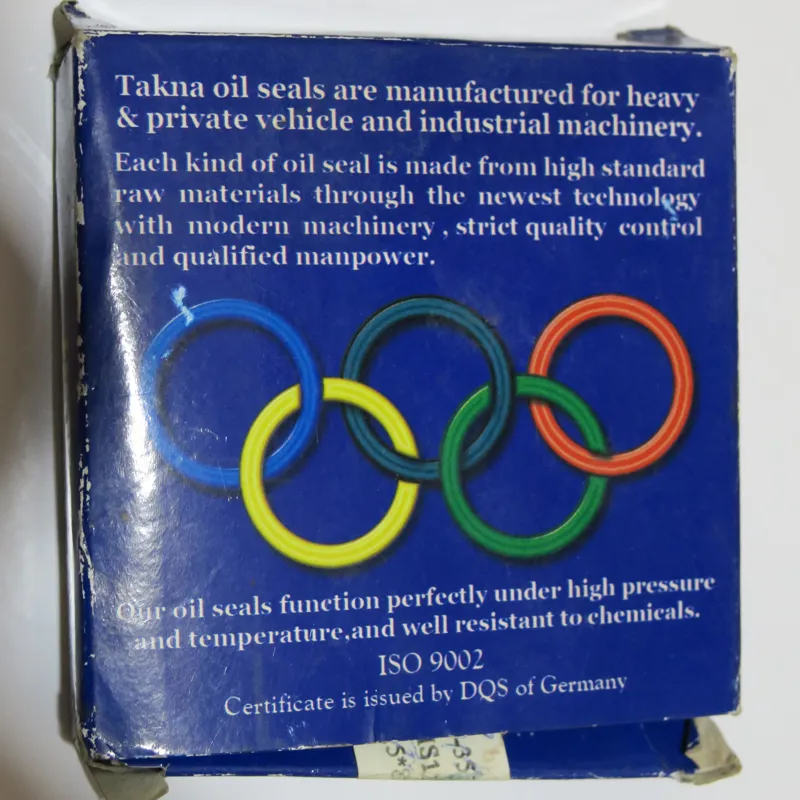 Takna oil seals are manufactured for heavy
& private vehicle and industrial machinery.
Each kind of oil seal is made from high standard
raw materials through the newest technology
with modern machinery , strict quality control
and qualified manpower.
Our oil seals function perfectly under high pressure
and temperature,and well resistant to chemicals.
ISO 9002
Certificate is issued by DQS of Germany